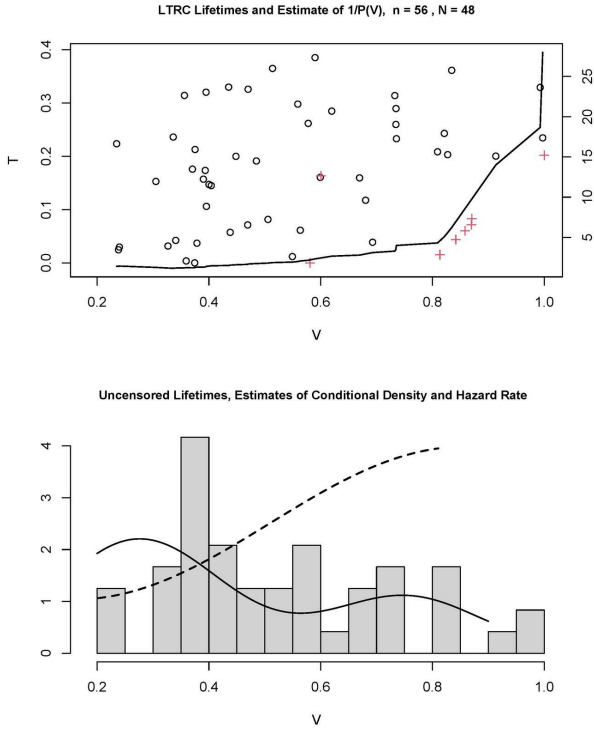 LTRC Lifetimes and Estimate of 1/P(V), n = 56 , N = 48
0.4
0.3
0.2
0.1
0.0
T
25
20
15
10
5
0.2 0.4 0.6 0.8 1.0
V
Uncensored Lifetimes, Estimates of Conditional Density and Hazard Rate
4
3
2
1
0
0.2 0.4 0.6 0.8 1.0
V